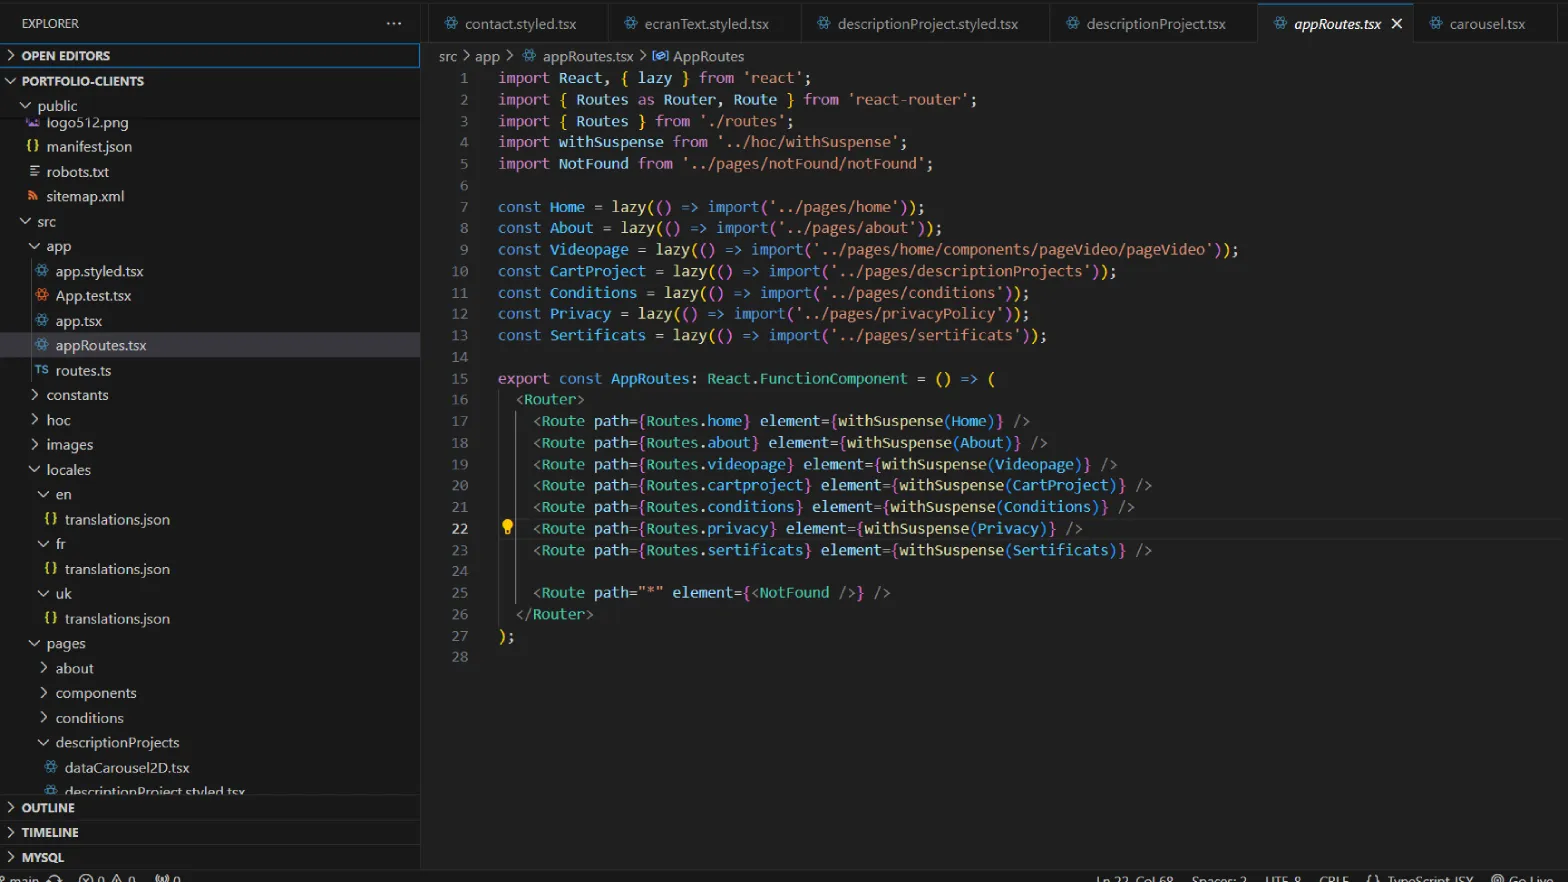 EXPLORER
···
OPEN EDITORS
PORTFOLIO-CLIENTS
public
logo512.png
manifest.json
robots.txt
sitemap.xml
src
app
app.styled.tsx
App.test.tsx
app.tsx
appRoutes.tsx
TS routes.ts
constants
hoc
images
locales
en
{} translations.json
fr
{} translations.json
uk
{} translations.json
pages
about
components
conditions
descriptionProjects
dataCarousel2D.tsx
descriptionProject.styled.tsx
OUTLINE
TIMELINE
MYSQL
contact.styled.tsx
ecranText.styled.tsx
descriptionProject.styled.tsx
descriptionProject.tsx
appRoutes.tsx
carousel.tsx
src > app > appRoutes.tsx > AppRoutes
1 import React, { lazy } from 'react';
2 import { Routes as Router, Route } from 'react-router';
3 import { Routes } from './routes';
4 import withSuspense from '../hoc/withSuspense';
5 import NotFound from '../pages/notFound/notFound';
6
7 const Home = lazy(() => import('../pages/home'));
8 const About = lazy(() => import('../pages/about'));
9 const Videopage = lazy(() => import('../pages/home/components/pageVideo/pageVideo'));
10 const CartProject = lazy(() => import('../pages/descriptionProjects'));
11 const Conditions = lazy(() => import('../pages/conditions'));
12 const Privacy = lazy(() => import('../pages/privacyPolicy'));
13 const Sertificats = lazy(() => import('../pages/sertificats'));
14
15 export const AppRoutes: React.FunctionComponent = () => (
16 <Router>
17 <Route path={Routes.home} element={withSuspense(Home)} />
18 <Route path={Routes.about} element={withSuspense(About)} />
19 <Route path={Routes.videopage} element={withSuspense(Videopage)} />
20 <Route path={Routes.cartproject} element={withSuspense(CartProject)} />
21 <Route path={Routes.conditions} element={withSuspense(Conditions)} />
22 <Route path={Routes.privacy} element={withSuspense(Privacy)} />
23 <Route path={Routes.sertificats} element={withSuspense(Sertificats)} />
24
25 <Route path="*" element={<NotFound />} />
26 </Router>
27 );
28
main 0 0 0 Ln 22, Col 68 Spaces: 2 UTF-8 CRLF {} TypeScript JSX Go Live